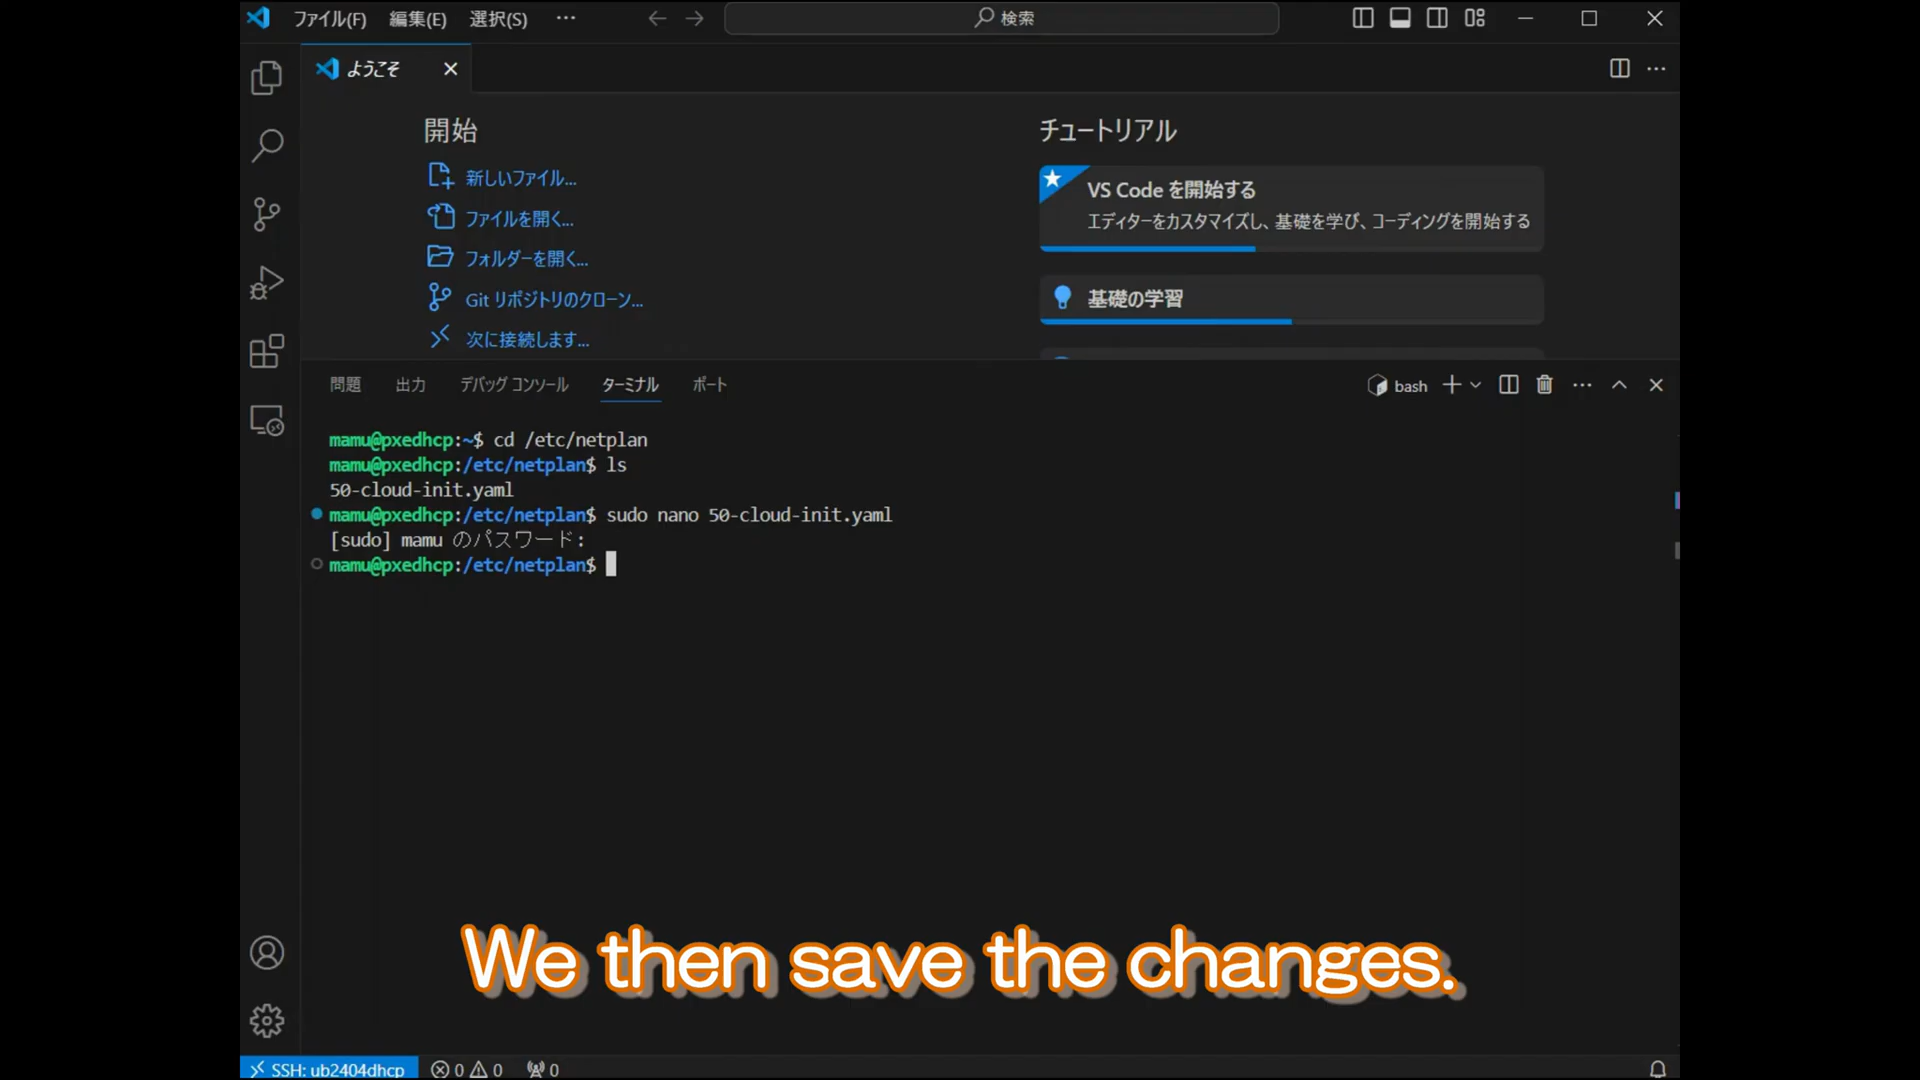 ファイル(F) 編集(E) 選択(S) ···
検索
ようこそ
開始
新しいファイル...
ファイルを開く...
フォルダーを開く...
Git リポジトリのクローン...
次に接続します...
チュートリアル
VS Code を開始する
エディターをカスタマイズし、基礎を学び、コーディングを開始する
基礎の学習
問題 出力 デバッグ コンソール ターミナル ポート
bash
mamu@pxedhcp:~$ cd /etc/netplan
mamu@pxedhcp:/etc/netplan$ ls
50-cloud-init.yaml
mamu@pxedhcp:/etc/netplan$ sudo nano 50-cloud-init.yaml
[sudo] mamu のパスワード:
mamu@pxedhcp:/etc/netplan$
We then save the changes.
SSH: ub2404dhcp 0 0 0